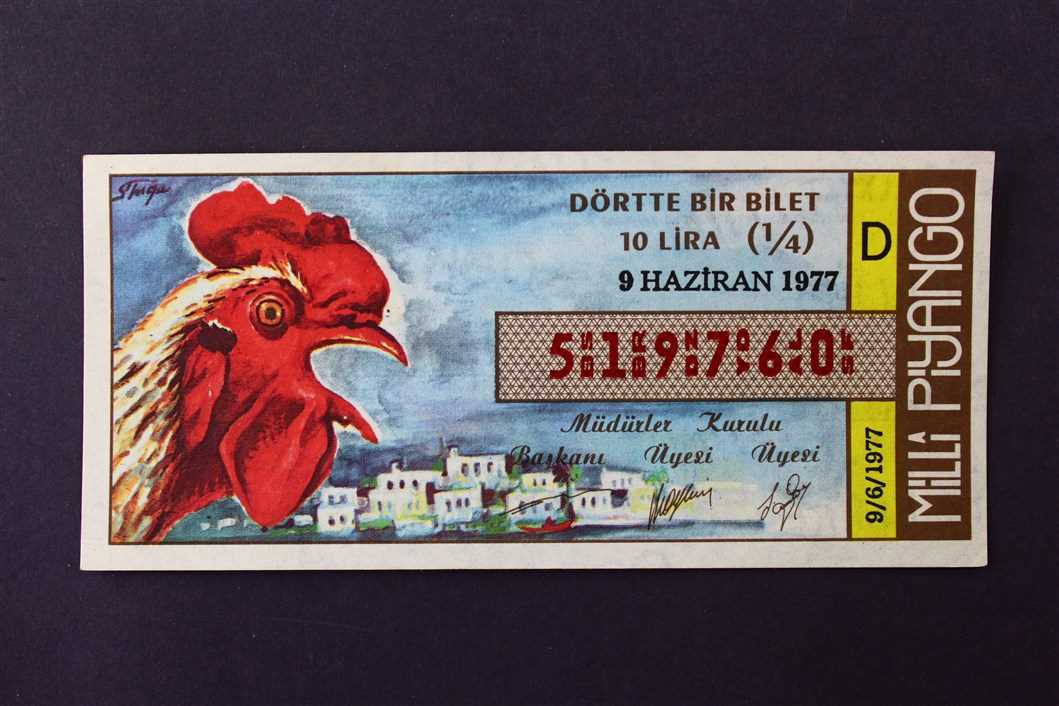 DÖRTTE BİR BİLET
10 LİRA (1/4)
9 HAZİRAN 1977
D
519760
Müdürler Kurulu
Başkanı Üyesi Üyesi
9/6/1977
MİLLÎ PİYANGO